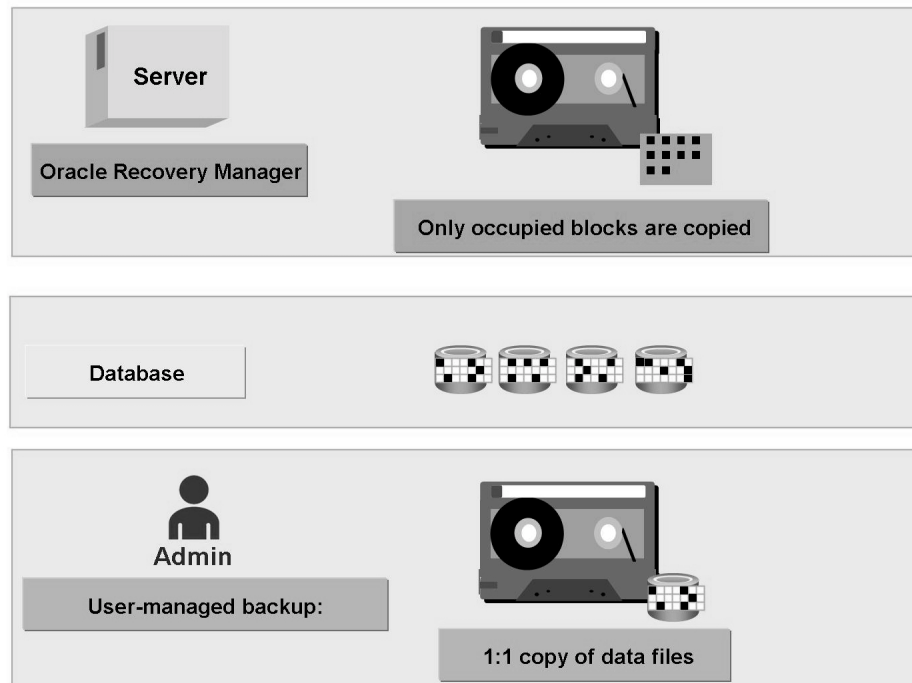 Server
Oracle Recovery Manager
Only occupied blocks are copied
Database
Admin
User-managed backup:
1:1 copy of data files